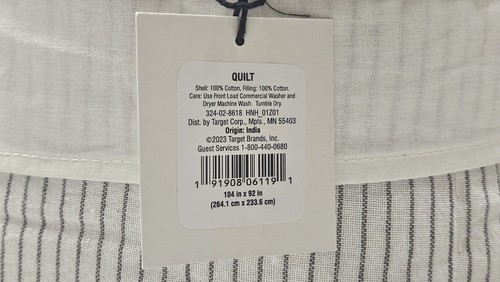 QUILT
Shell: 100% Cotton, Filling: 100% Cotton.
Care: Use Front Load Commercial Washer and
Dryer Machine Wash. Tumble Dry.
324-02-8618 HNH_01Z01
Dist. by Target Corp., Mpls., MN 55403
Origin: India
©2023 Target Brands, Inc.
Guest Services 1-800-440-0680
1 91908 06119 1
104 in x 92 in
(264.1 cm x 233.6 cm)